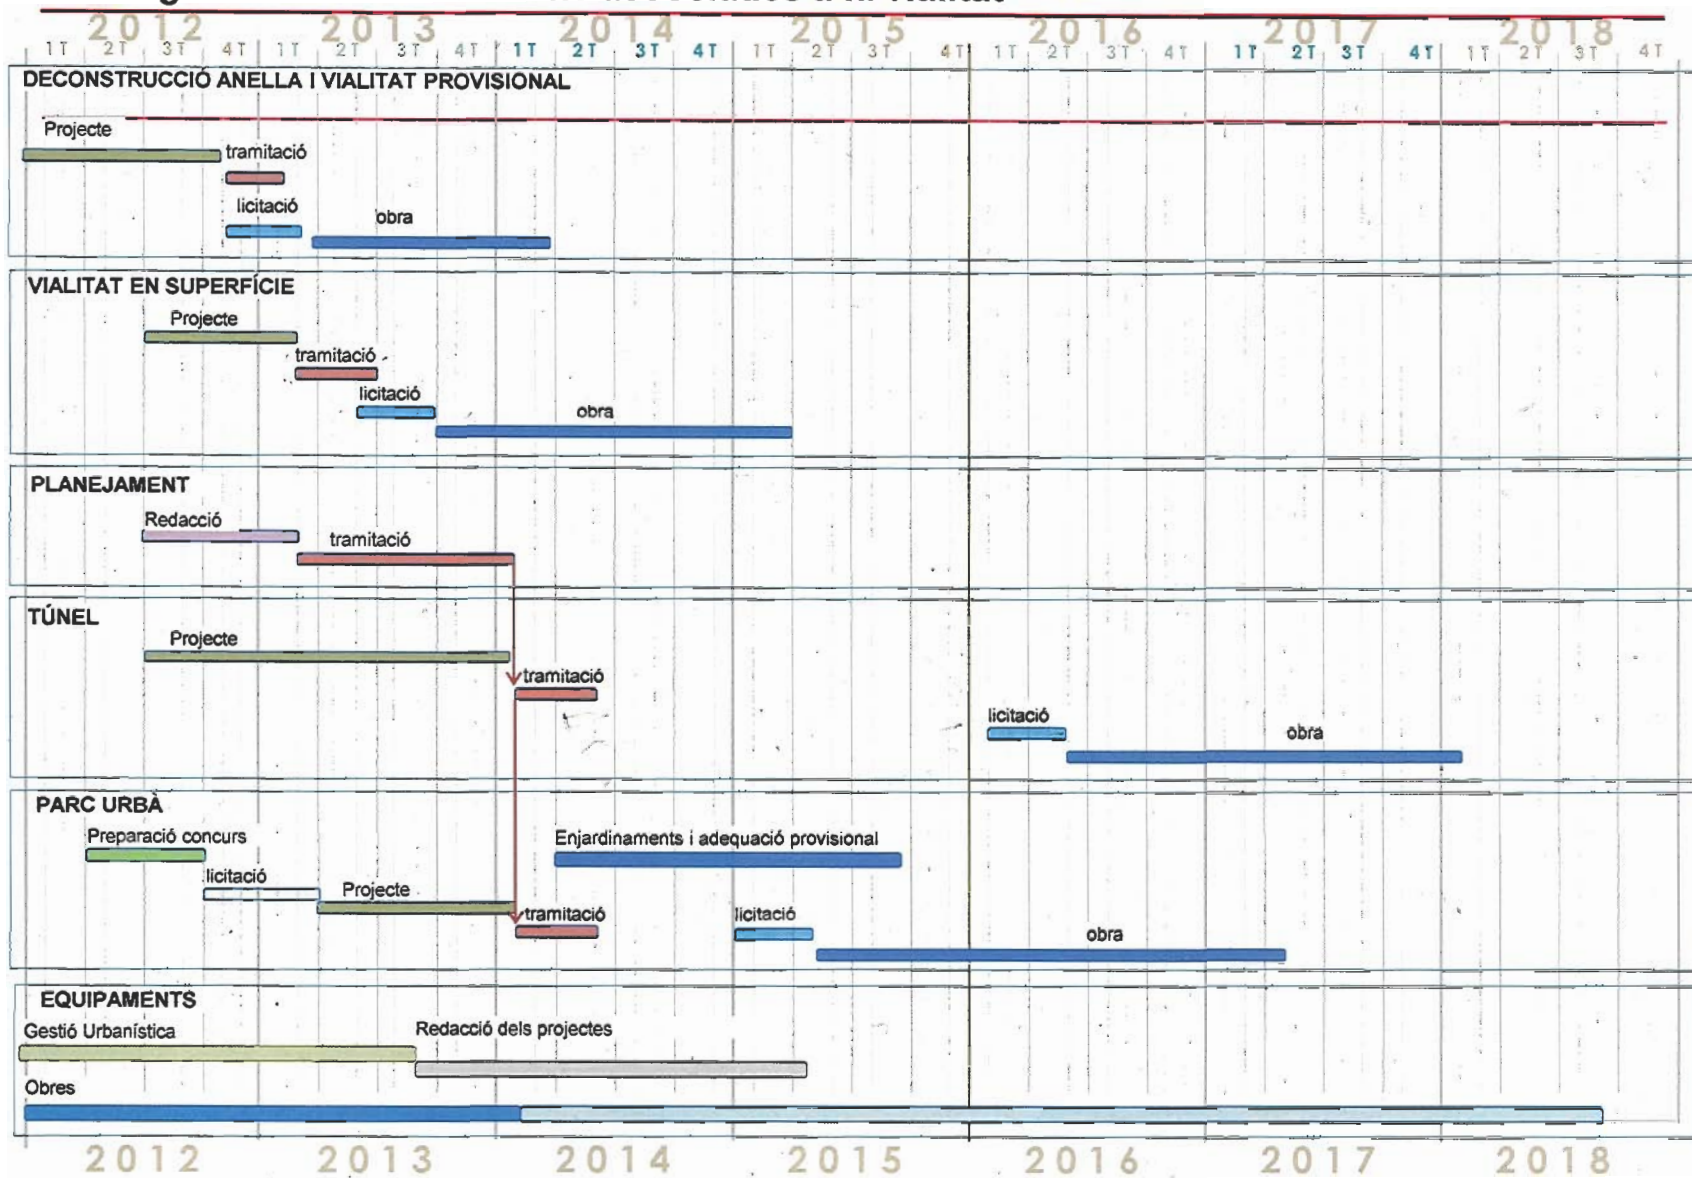 2012 2013 2014 2015 2016 2017 2018
1T 2T 3T 4T 1T 2T 3T 4T 1T 2T 3T 4T 1T 2T 3T 4T 1T 2T 3T 4T 1T 2T 3T 4T 1T 2T 3T 4T
DECONSTRUCCIÓ ANELLA I VIALITAT PROVISIONAL
Projecte
tramitació
licitació
obra
VIALITAT EN SUPERFÍCIE
Projecte
tramitació
licitació
obra
PLANEJAMENT
Redacció
tramitació
TÚNEL
Projecte
tramitació
licitació
obra
PARC URBÀ
Preparació concurs
Enjardinaments i adequació provisional
licitació
Projecte
tramitació
licitació
obra
EQUIPAMENTS
Gestió Urbanística
Redacció dels projectes
Obres
2012 2013 2014 2015 2016 2017 2018